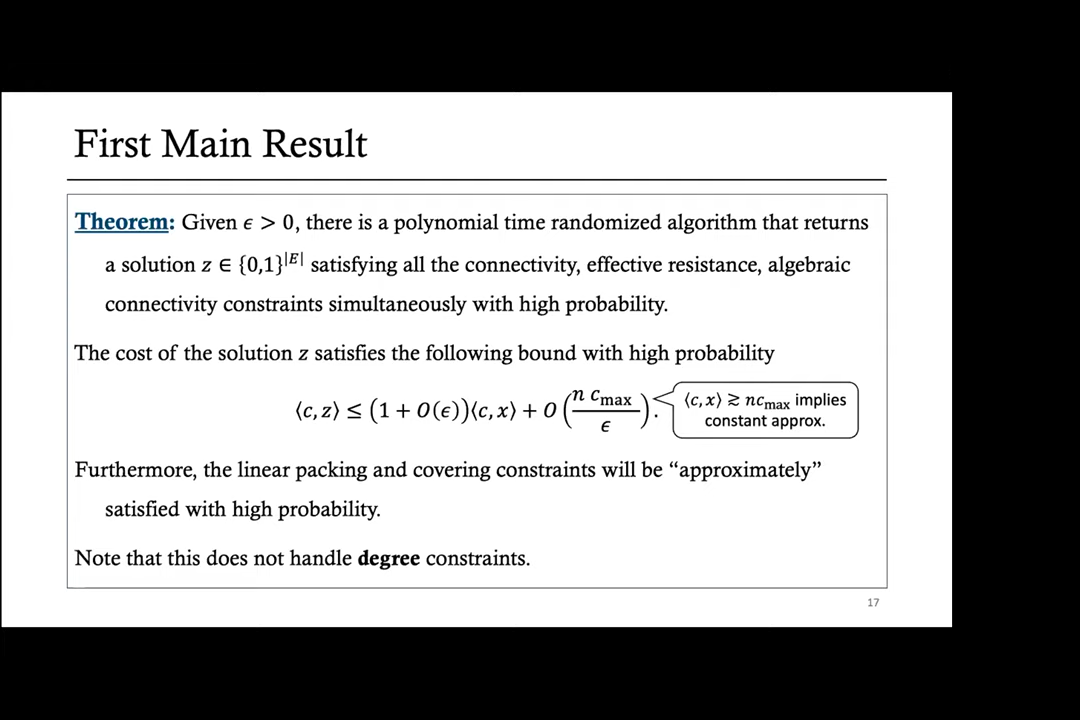 First Main Result
Theorem: Given ϵ > 0, there is a polynomial time randomized algorithm that returns
a solution z ∈ {0,1}^|E| satisfying all the connectivity, effective resistance, algebraic
connectivity constraints simultaneously with high probability.
The cost of the solution z satisfies the following bound with high probability
⟨c, z⟩ ≤ (1 + O(ϵ))⟨c, x⟩ + O(n c_max / ϵ).
⟨c, x⟩ ≳ nc_max implies
constant approx.
Furthermore, the linear packing and covering constraints will be “approximately”
satisfied with high probability.
Note that this does not handle degree constraints.
17